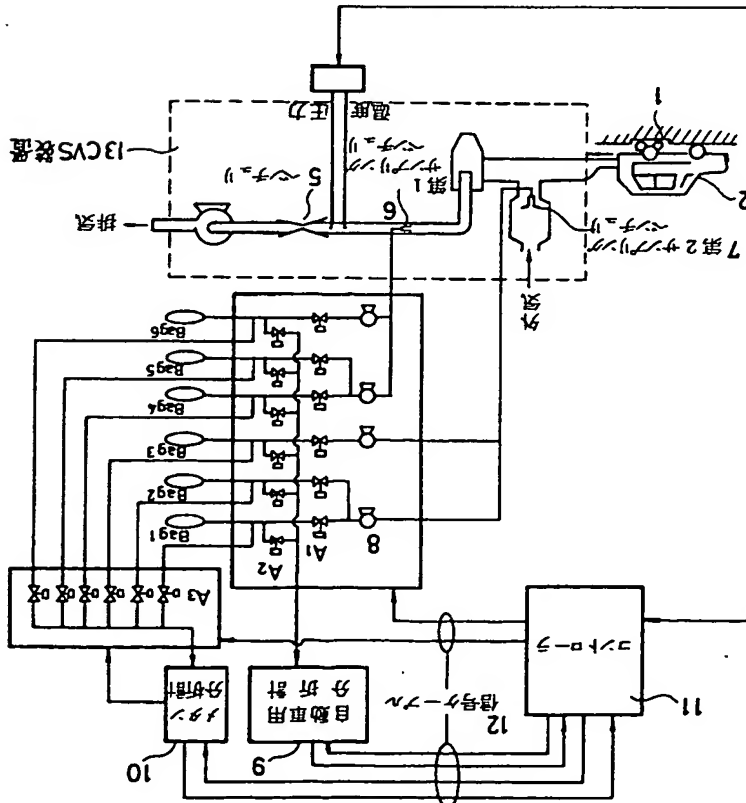 11
コントローラ
12
信号ケーブル
9
自動車用
分折計
10
メタン
分析計
A3
8
A1
A2
Bag1
Bag2
Bag3
Bag4
Bag5
Bag6
外気
7 第2サンプリング
ベンチュリ
2
1
第1
サンプリング
ベンチュリ
6
5 ベンチュリ
排気
13 CVS装置
温度
圧力